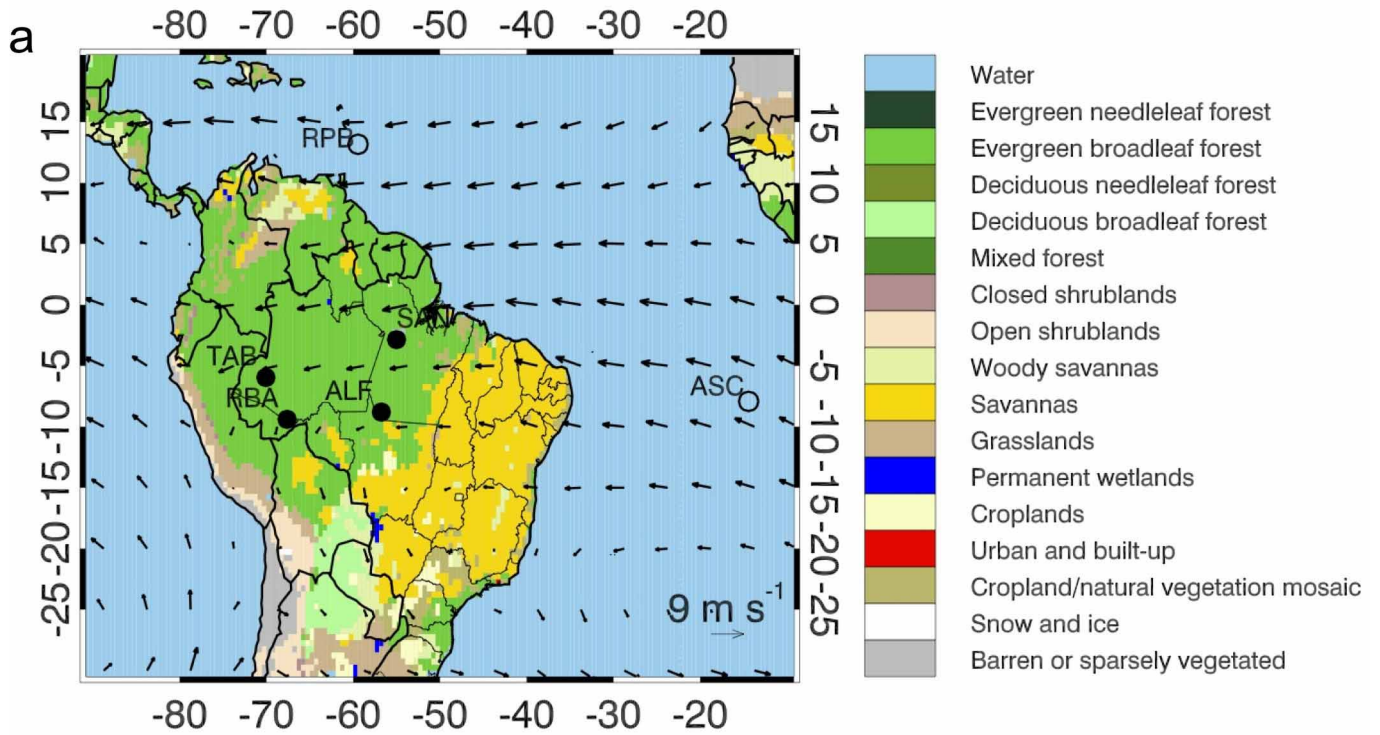 a
-80 -70 -60 -50 -40 -30 -20
15 10 5 0 -5 -10 -15 -20 -25
RPB
SAN
TAB
RBA
ALF
ASC
9 m s-1
15 10 5 0 -5 -10 -15 -20 -25
-80 -70 -60 -50 -40 -30 -20
Water
Evergreen needleleaf forest
Evergreen broadleaf forest
Deciduous needleleaf forest
Deciduous broadleaf forest
Mixed forest
Closed shrublands
Open shrublands
Woody savannas
Savannas
Grasslands
Permanent wetlands
Croplands
Urban and built-up
Cropland/natural vegetation mosaic
Snow and ice
Barren or sparsely vegetated